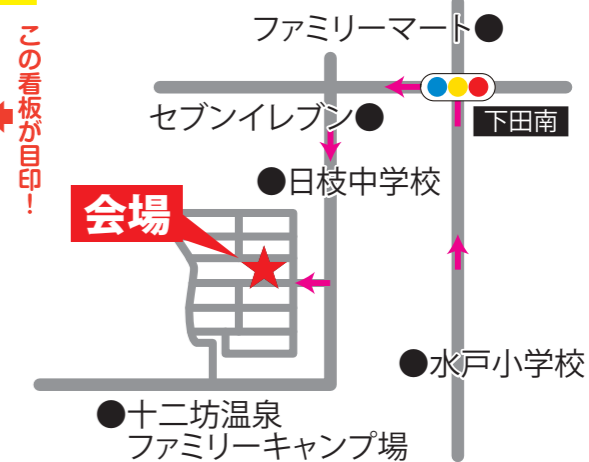 この看板が目印!
ファミリーマート
セブンイレブン
下田南
日枝中学校
会場
水戸小学校
十二坊温泉
ファミリーキャンプ場